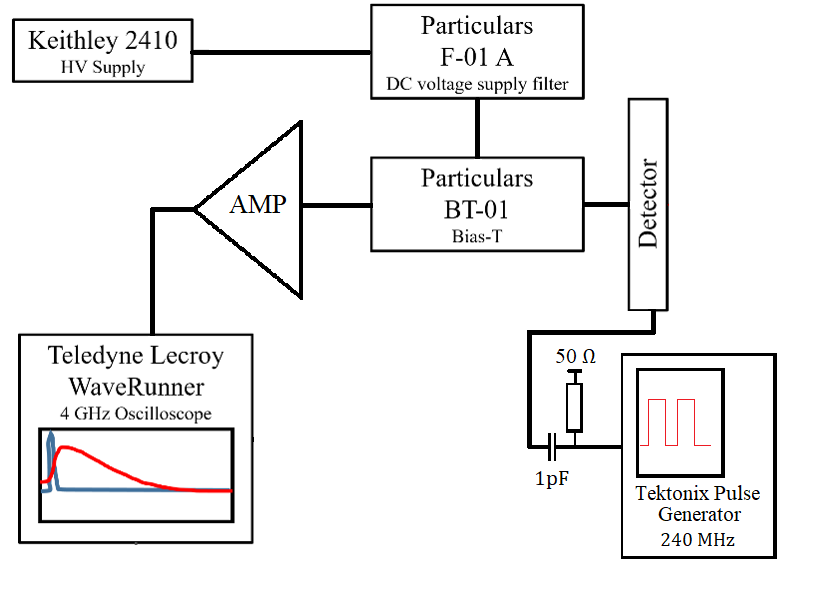 Keithley 2410
HV Supply
Particulars
F-01 A
DC voltage supply filter
AMP
Particulars
BT-01
Bias-T
Detector
Teledyne Lecroy
WaveRunner
4 GHz Oscilloscope
50 Ω
1pF
Tektonix Pulse
Generator
240 MHz